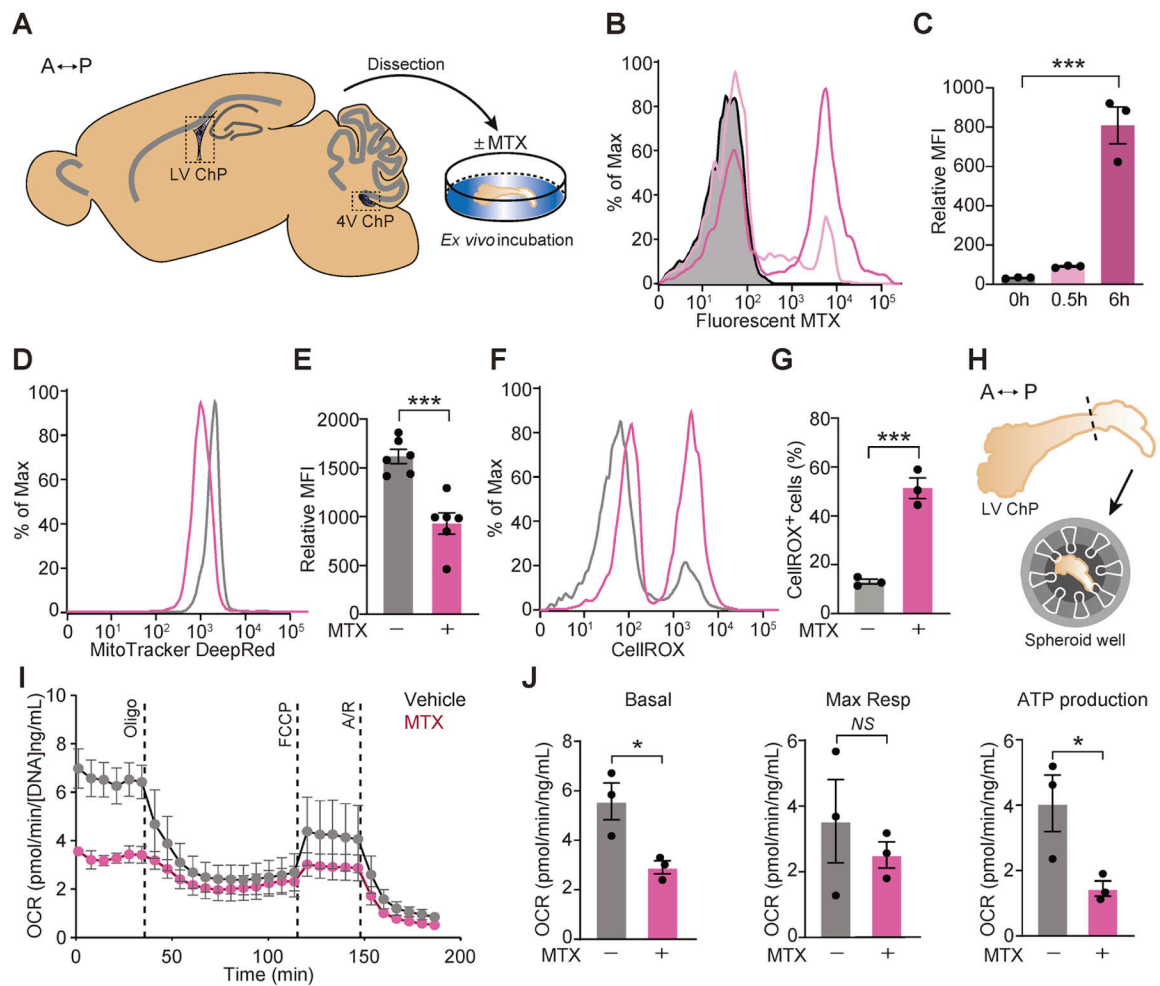 A
A↔P
Dissection
±MTX
LV ChP
4V ChP
Ex vivo incubation
B
% of Max
100
80
60
40
20
0
0 10¹ 10² 10³ 10⁴ 10⁵
Fluorescent MTX
C
***
Relative MFI
1000
800
600
400
200
0
0h 0.5h 6h
D
% of Max
100
80
60
40
20
0
0 10¹ 10² 10³ 10⁴ 10⁵
MitoTracker DeepRed
E
***
Relative MFI
2000
1500
1000
500
0
MTX − +
F
% of Max
100
80
60
40
20
0
0 10¹ 10² 10³ 10⁴ 10⁵
CellROX
G
***
CellROX⁺ cells (%)
80
60
40
20
0
MTX − +
H
A↔P
LV ChP
Spheroid well
I
OCR (pmol/min/[DNA]ng/mL)
10
8
6
4
2
0
Oligo
FCCP
A/R
Vehicle
MTX
0 50 100 150 200
Time (min)
J
Basal
*
OCR (pmol/min/ng/mL)
8
6
4
2
0
MTX − +
Max Resp
NS
OCR (pmol/min/ng/mL)
6
4
2
0
MTX − +
ATP production
*
OCR (pmol/min/ng/mL)
6
4
2
0
MTX − +